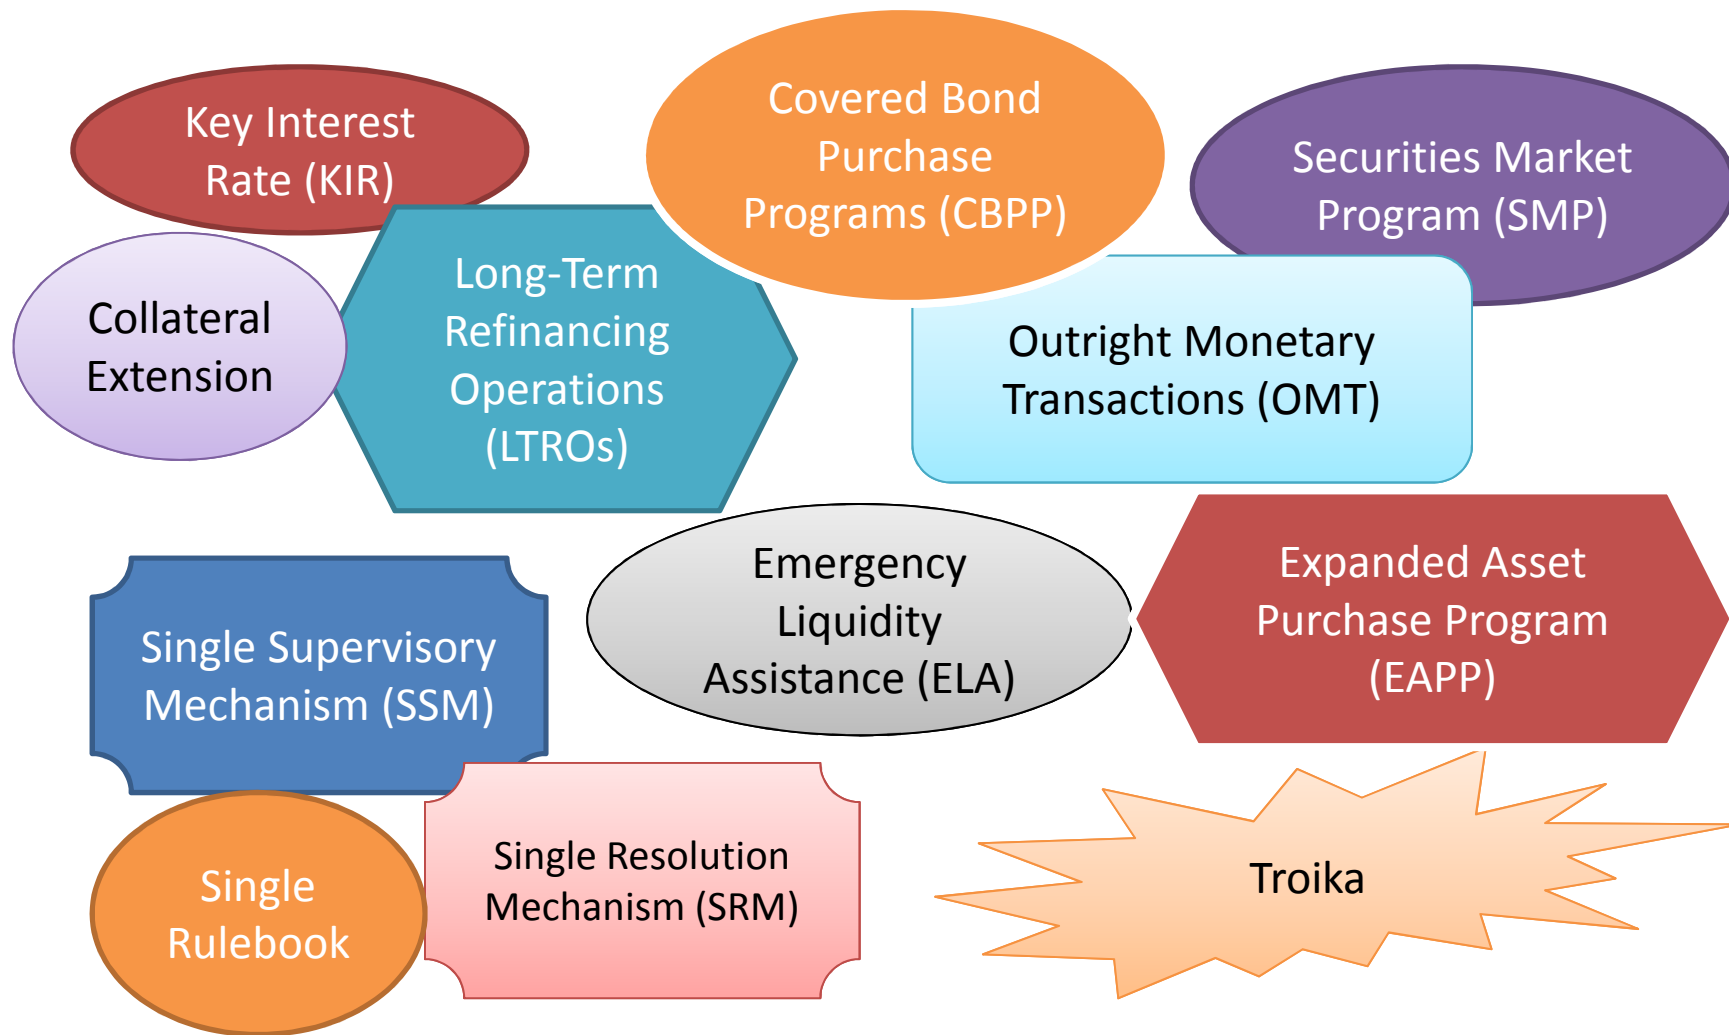 Key Interest
Rate (KIR)
Covered Bond
Purchase
Programs (CBPP)
Securities Market
Program (SMP)
Collateral
Extension
Long-Term
Refinancing
Operations
(LTROs)
Outright Monetary
Transactions (OMT)
Emergency
Liquidity
Assistance (ELA)
Expanded Asset
Purchase Program
(EAPP)
Single Supervisory
Mechanism (SSM)
Single
Rulebook
Single Resolution
Mechanism (SRM)
Troika